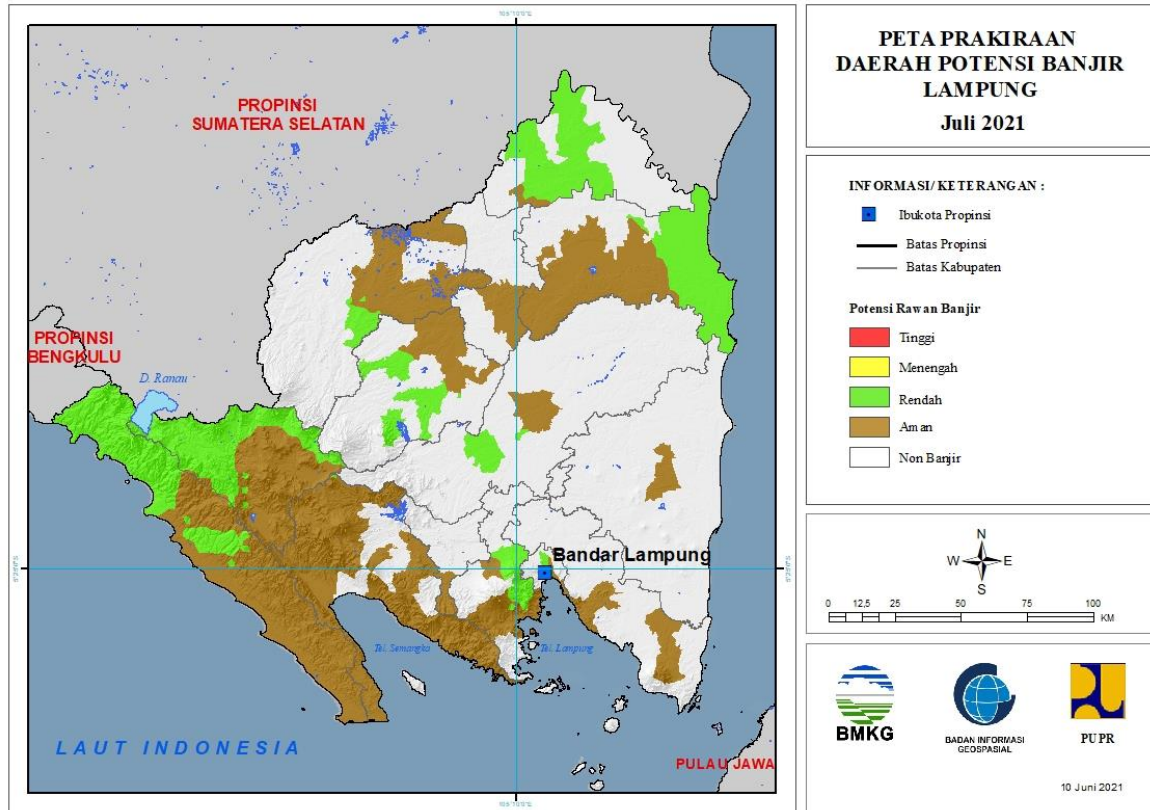 PETA PRAKIRAAN
DAERAH POTENSI BANJIR
LAMPUNG
Juli 2021
INFORMASI/ KETERANGAN :
Ibukota Propinsi
Batas Propinsi
Batas Kabupaten
Potensi Rawan Banjir
Tinggi
Menengah
Rendah
Aman
Non Banjir
N
W E
S
0 12,5 25 50 75 100
KM
BMKG
BADAN INFORMASI
GEOSPASIAL
PUPR
10 Juni 2021
PROPINSI
SUMATERA SELATAN
PROPINSI
BENGKULU
D. Ranau
Bandar Lampung
Tel. Semangka
Tel. Lampung
LAUT INDONESIA
PULAU JAWA